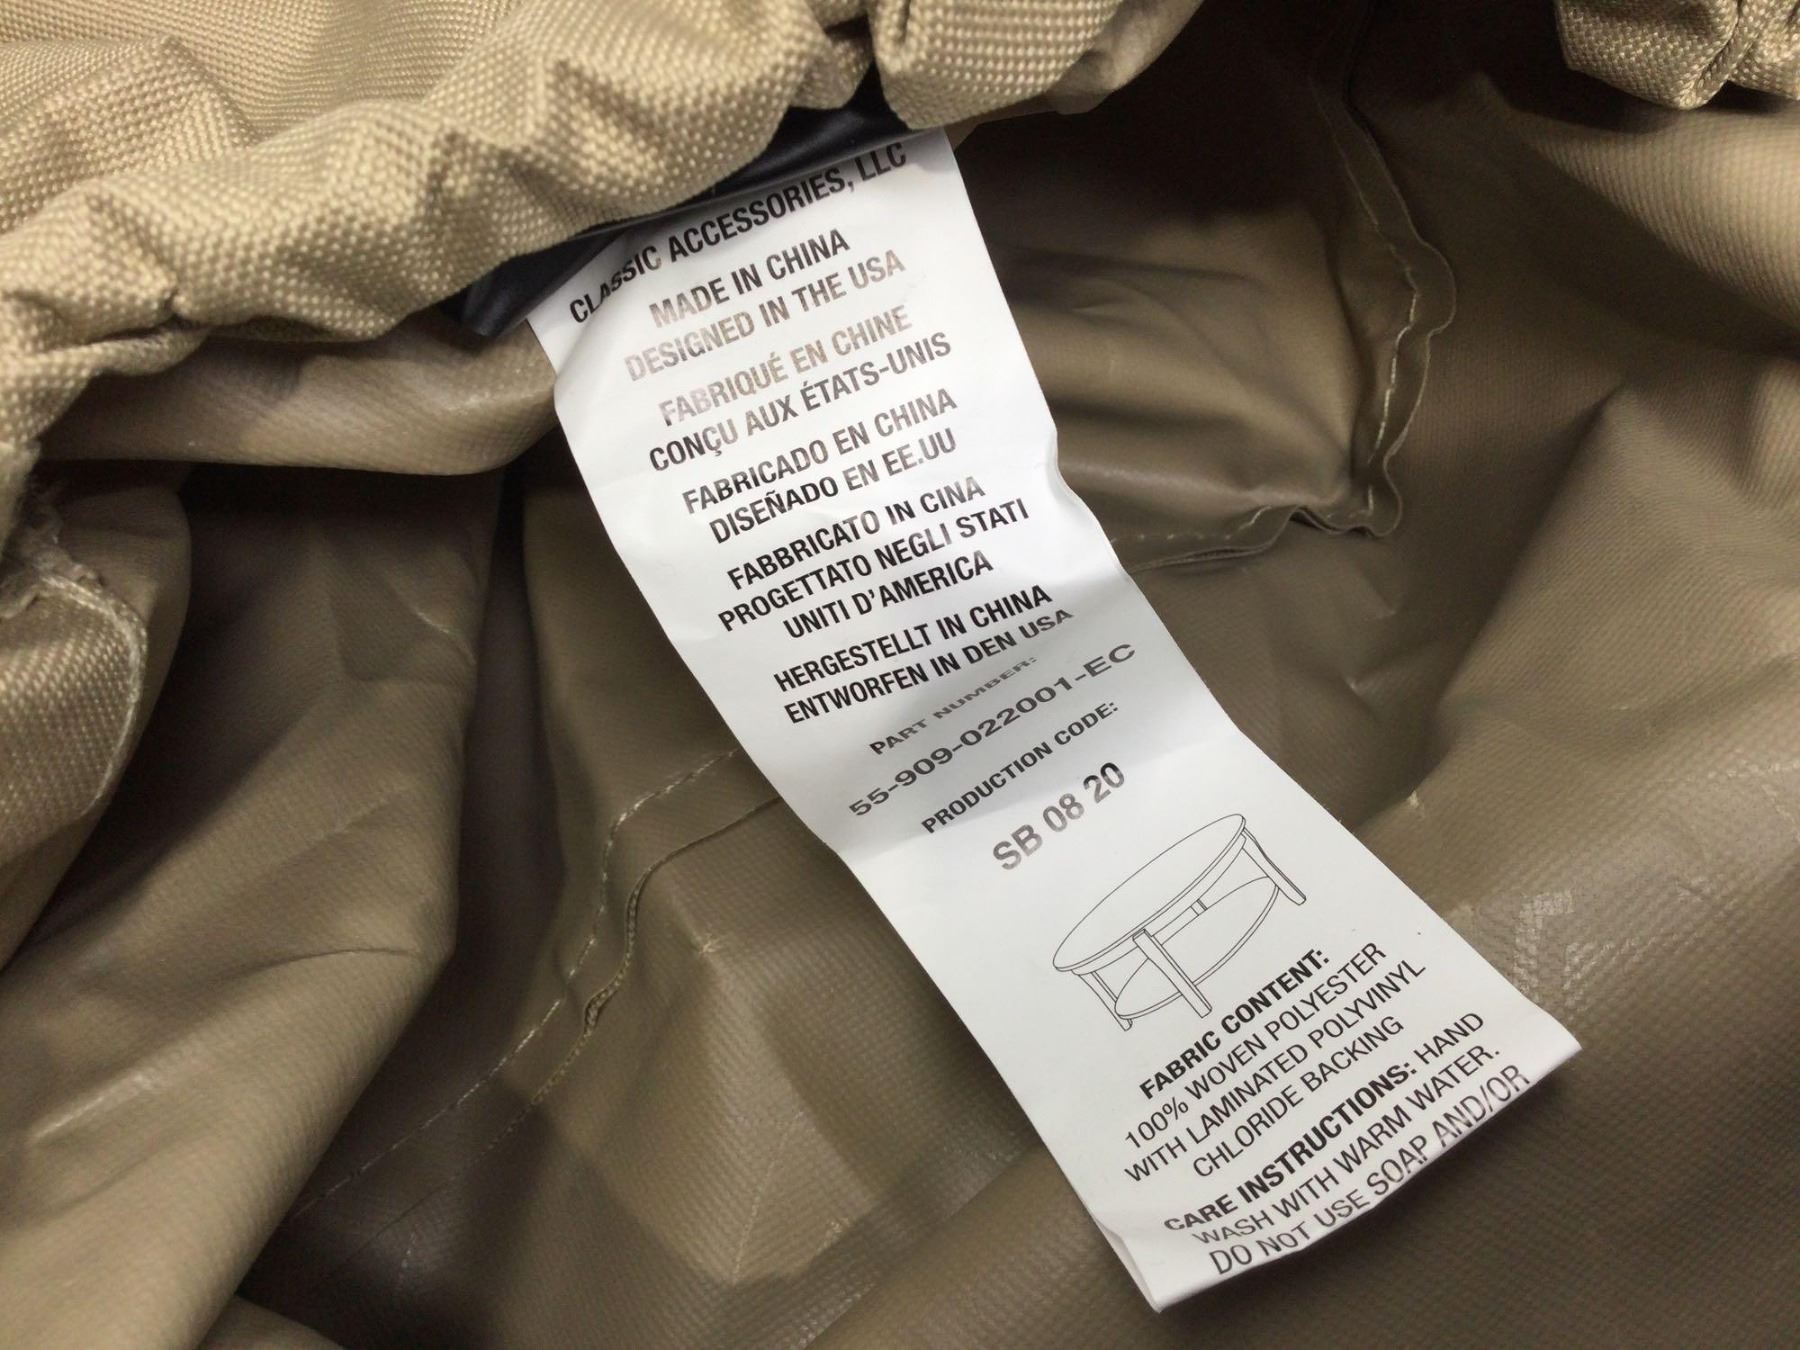 CLASSIC ACCESSORIES, LLC
MADE IN CHINA
DESIGNED IN THE USA
FABRIQUÉ EN CHINE
CONÇU AUX ÉTATS-UNIS
FABRICADO EN CHINA
DISEÑADO EN EE.UU
FABBRICATO IN CINA
PROGETTATO NEGLI STATI
UNITI D'AMERICA
HERGESTELLT IN CHINA
ENTWORFEN IN DEN USA
PART NUMBER:
55-909-022001-EC
PRODUCTION CODE:
SB 08 20
FABRIC CONTENT:
100% WOVEN POLYESTER
WITH LAMINATED POLYVINYL
CHLORIDE BACKING
CARE INSTRUCTIONS: HAND
WASH WITH WARM WATER.
DO NOT USE SOAP AND/OR